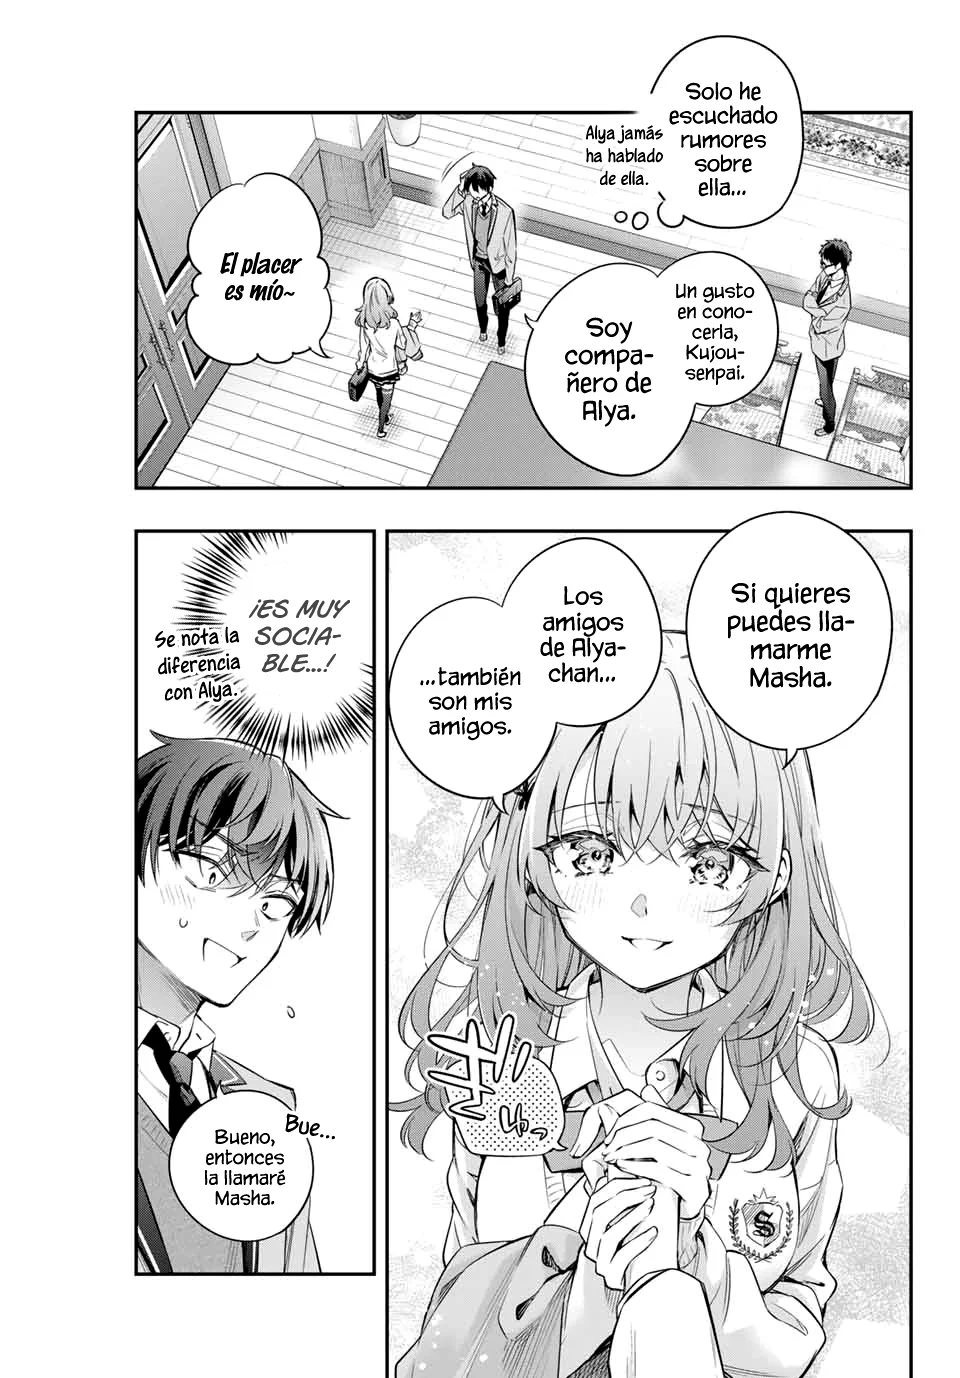 Solo he
escuchado
rumores
sobre
ella...
Alya jamás
ha hablado
de ella.
Un gusto
en cono-
cerla,
Kujou-
senpai.
Soy
compa-
ñero de
Alya.
El placer
es mío~
Si quieres
puedes lla-
marme
Masha.
Los
amigos
de Alya-
chan...
...también
son mis
amigos.
ぎゅっ
S
¡ES MUY
SOCIA-
BLE...!
Se nota la
diferencia
con Alya.
Bue...
Bueno,
entonces
la llamaré
Masha.